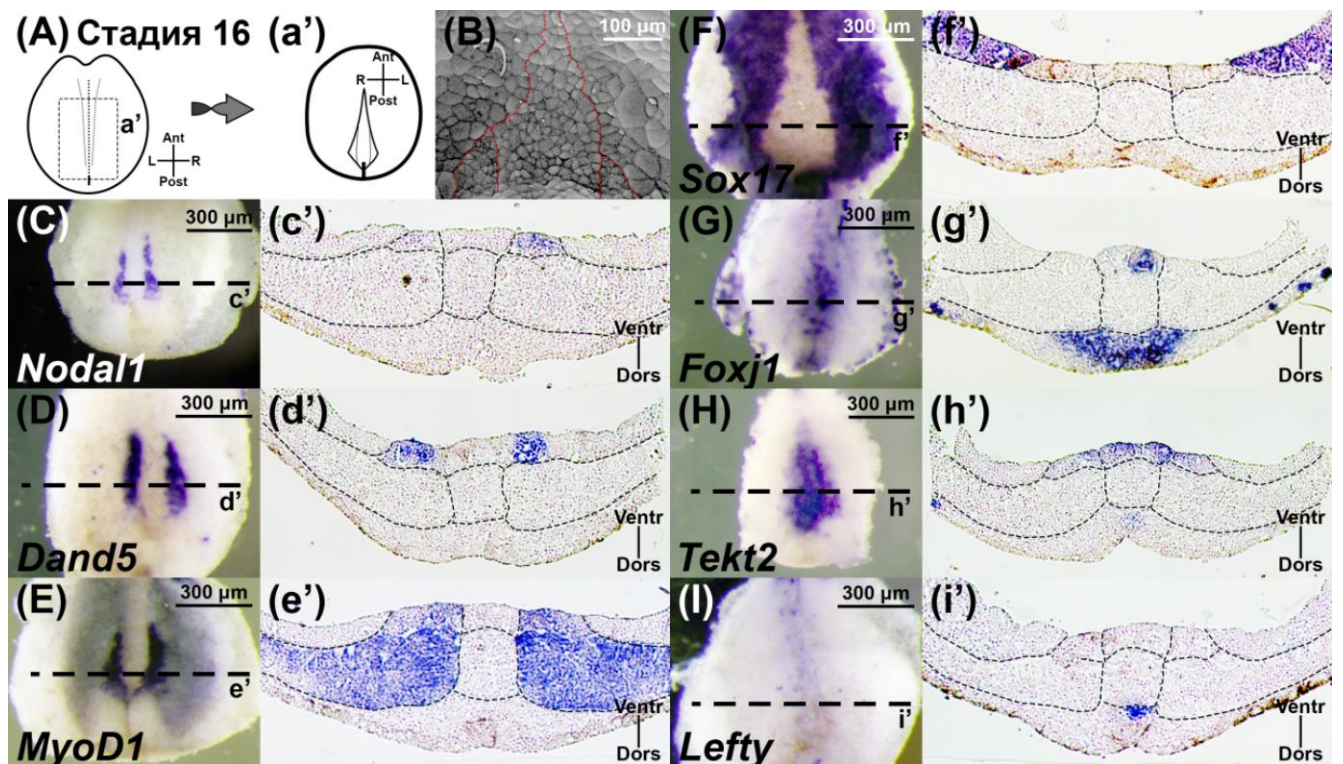 (A) Стадия 16
(a')
(B)
100 µm
Ant
R L
Post
a'
Ant
L R
Post
(F)
300 µm
f'
Sox17
(f')
Ventr
Dors
(C)
300 µm
c'
Nodal1
(c')
Ventr
Dors
(G)
300 µm
g'
Foxj1
(g')
Ventr
Dors
(D)
300 µm
d'
Dand5
(d')
Ventr
Dors
(H)
300 µm
h'
Tekt2
(h')
Ventr
Dors
(E)
300 µm
e'
MyoD1
(e')
Ventr
Dors
(I)
300 µm
i'
Lefty
(i')
Ventr
Dors